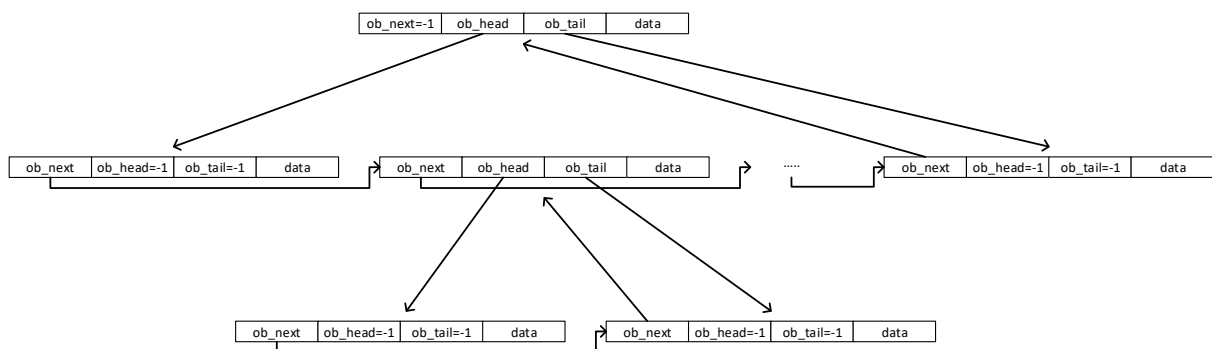 ob_next=-1 ob_head ob_tail data
ob_next ob_head=-1 ob_tail=-1 data ob_next ob_head ob_tail data ..... ob_next ob_head=-1 ob_tail=-1 data
ob_next ob_head=-1 ob_tail=-1 data ob_next ob_head=-1 ob_tail=-1 data